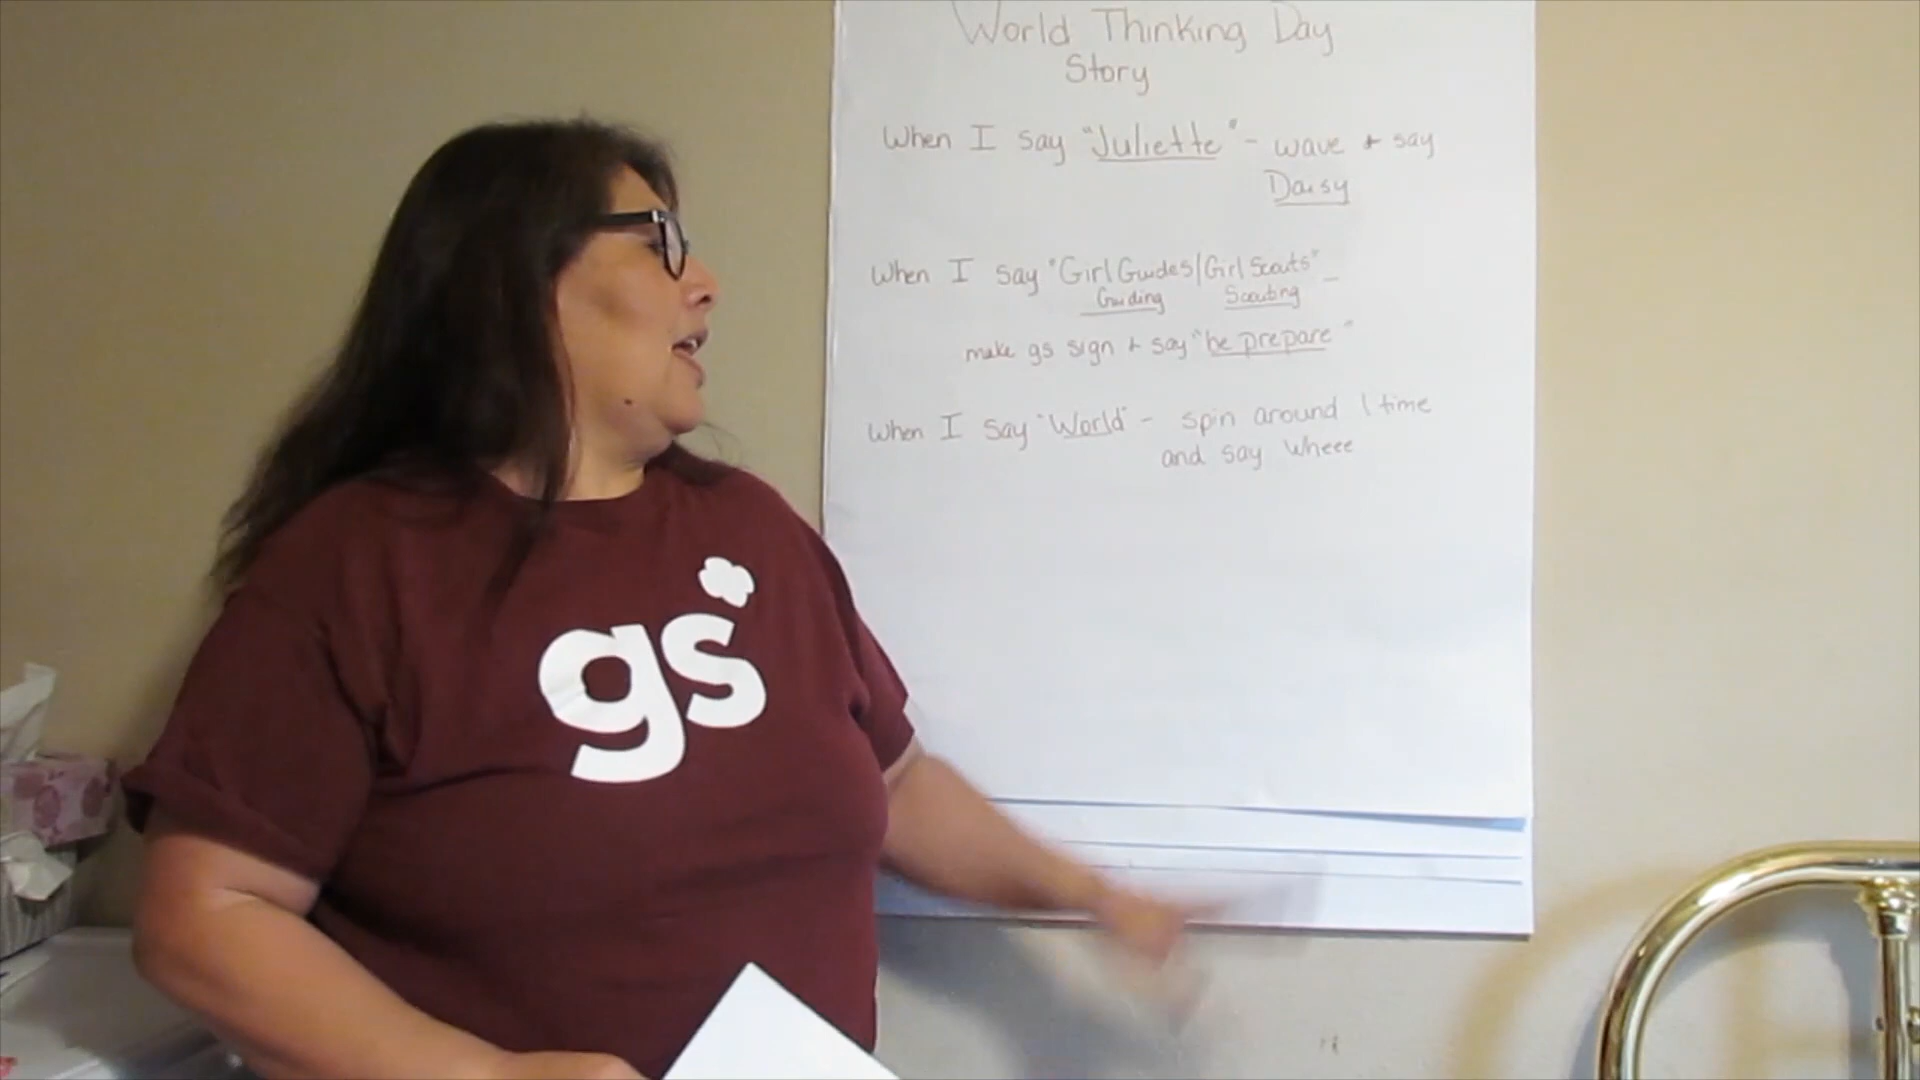 World Thinking Day
Story
When I say "Juliette" - wave + say
Daisy
When I say "Girl Guides/Girl Scouts" -
Guiding Scouting
make gs sign + say "be prepare"
When I say "World" - spin around 1 time
and say wheee
gs